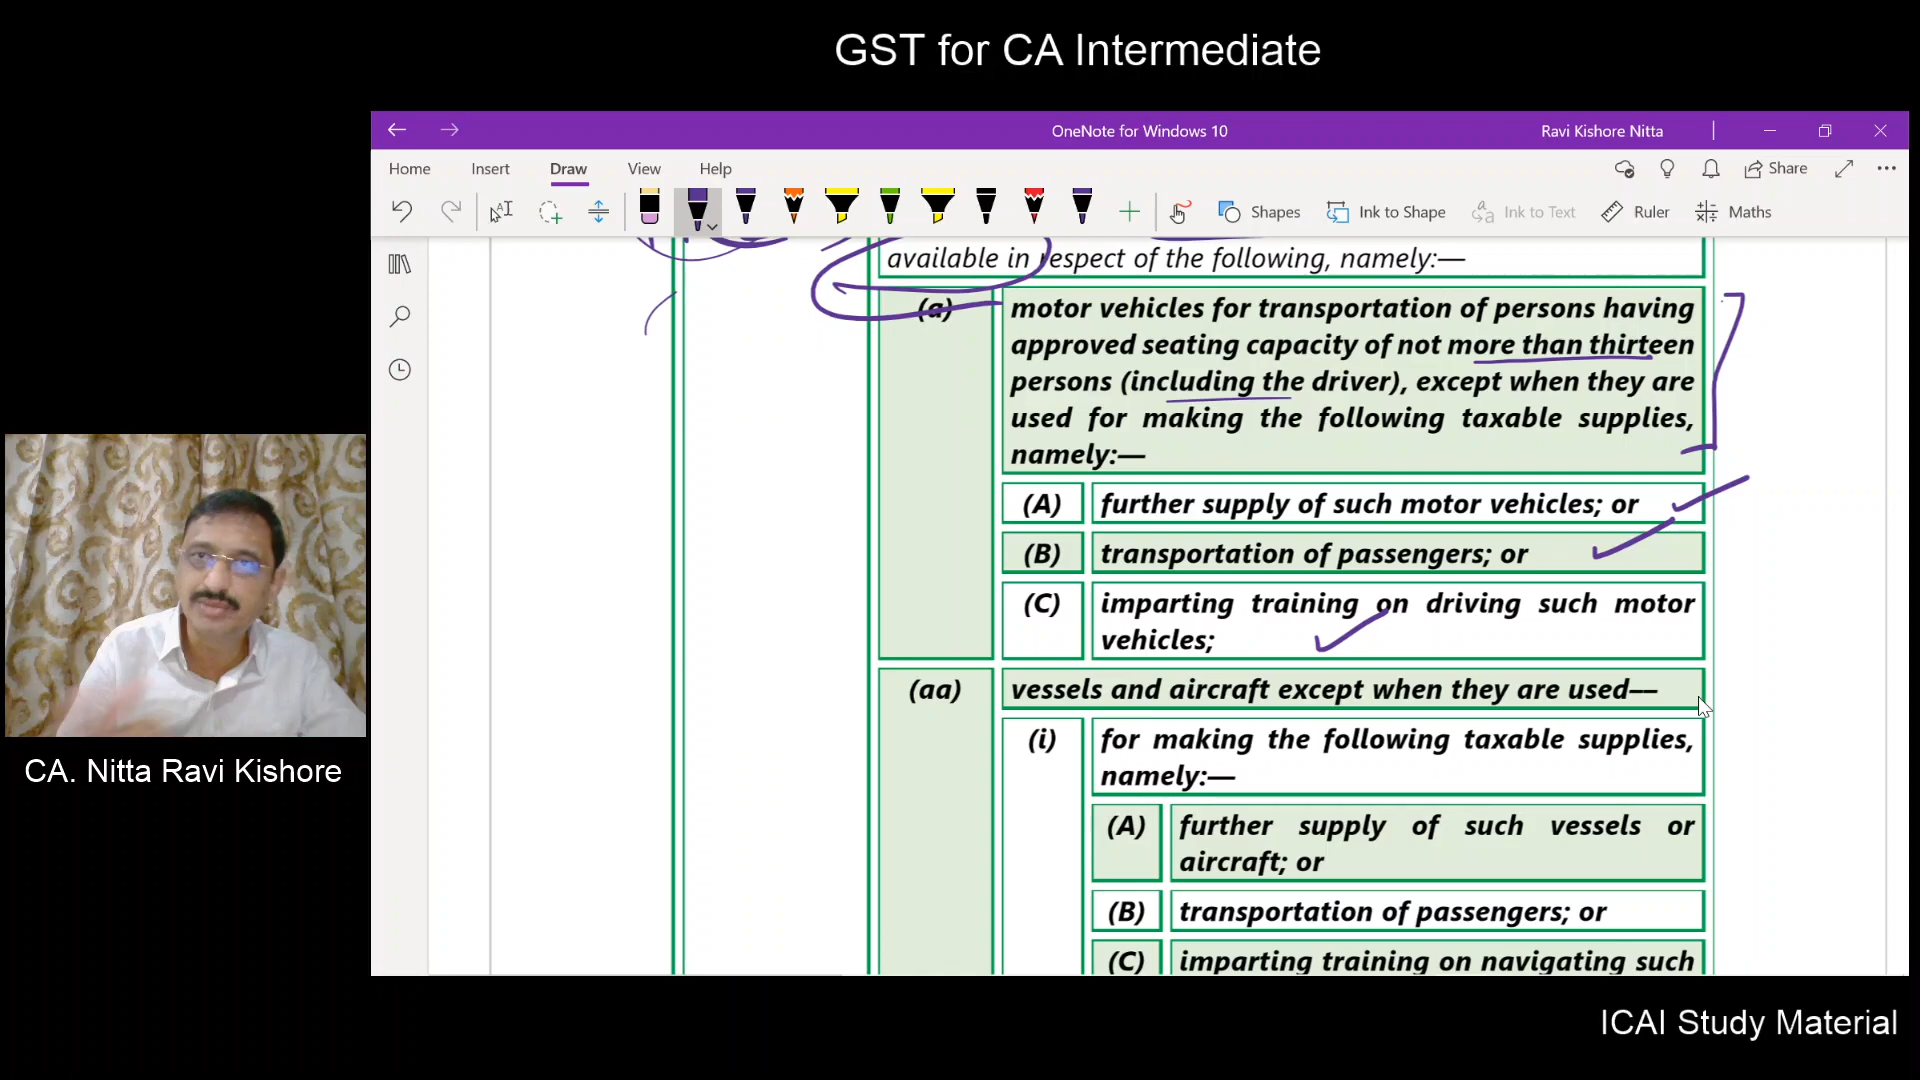 GST for CA Intermediate
OneNote for Windows 10
Ravi Kishore Nitta
Home Insert Draw View Help
Share
Shapes Ink to Shape Ink to Text Ruler Maths
available in respect of the following, namely:—
(a) motor vehicles for transportation of persons having
approved seating capacity of not more than thirteen
persons (including the driver), except when they are
used for making the following taxable supplies,
namely:—
(A) further supply of such motor vehicles; or
(B) transportation of passengers; or
(C) imparting training on driving such motor
vehicles;
(aa) vessels and aircraft except when they are used––
(i) for making the following taxable supplies,
namely:—
(A) further supply of such vessels or
aircraft; or
(B) transportation of passengers; or
(C) imparting training on navigating such
CA. Nitta Ravi Kishore
ICAI Study Material